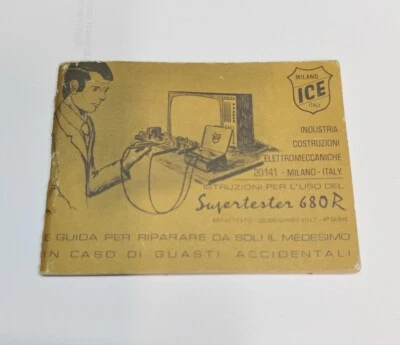 MILANO
ICE
ITALY
INDUSTRIA
COSTRUZIONI
ELETTROMECCANICHE
20141 - MILANO - ITALY.
ISTRUZIONI PER L'USO DEL
Supertester 680R
E GUIDA PER RIPARARE DA SOLI IL MEDESIMO
IN CASO DI GUASTI ACCIDENTALI